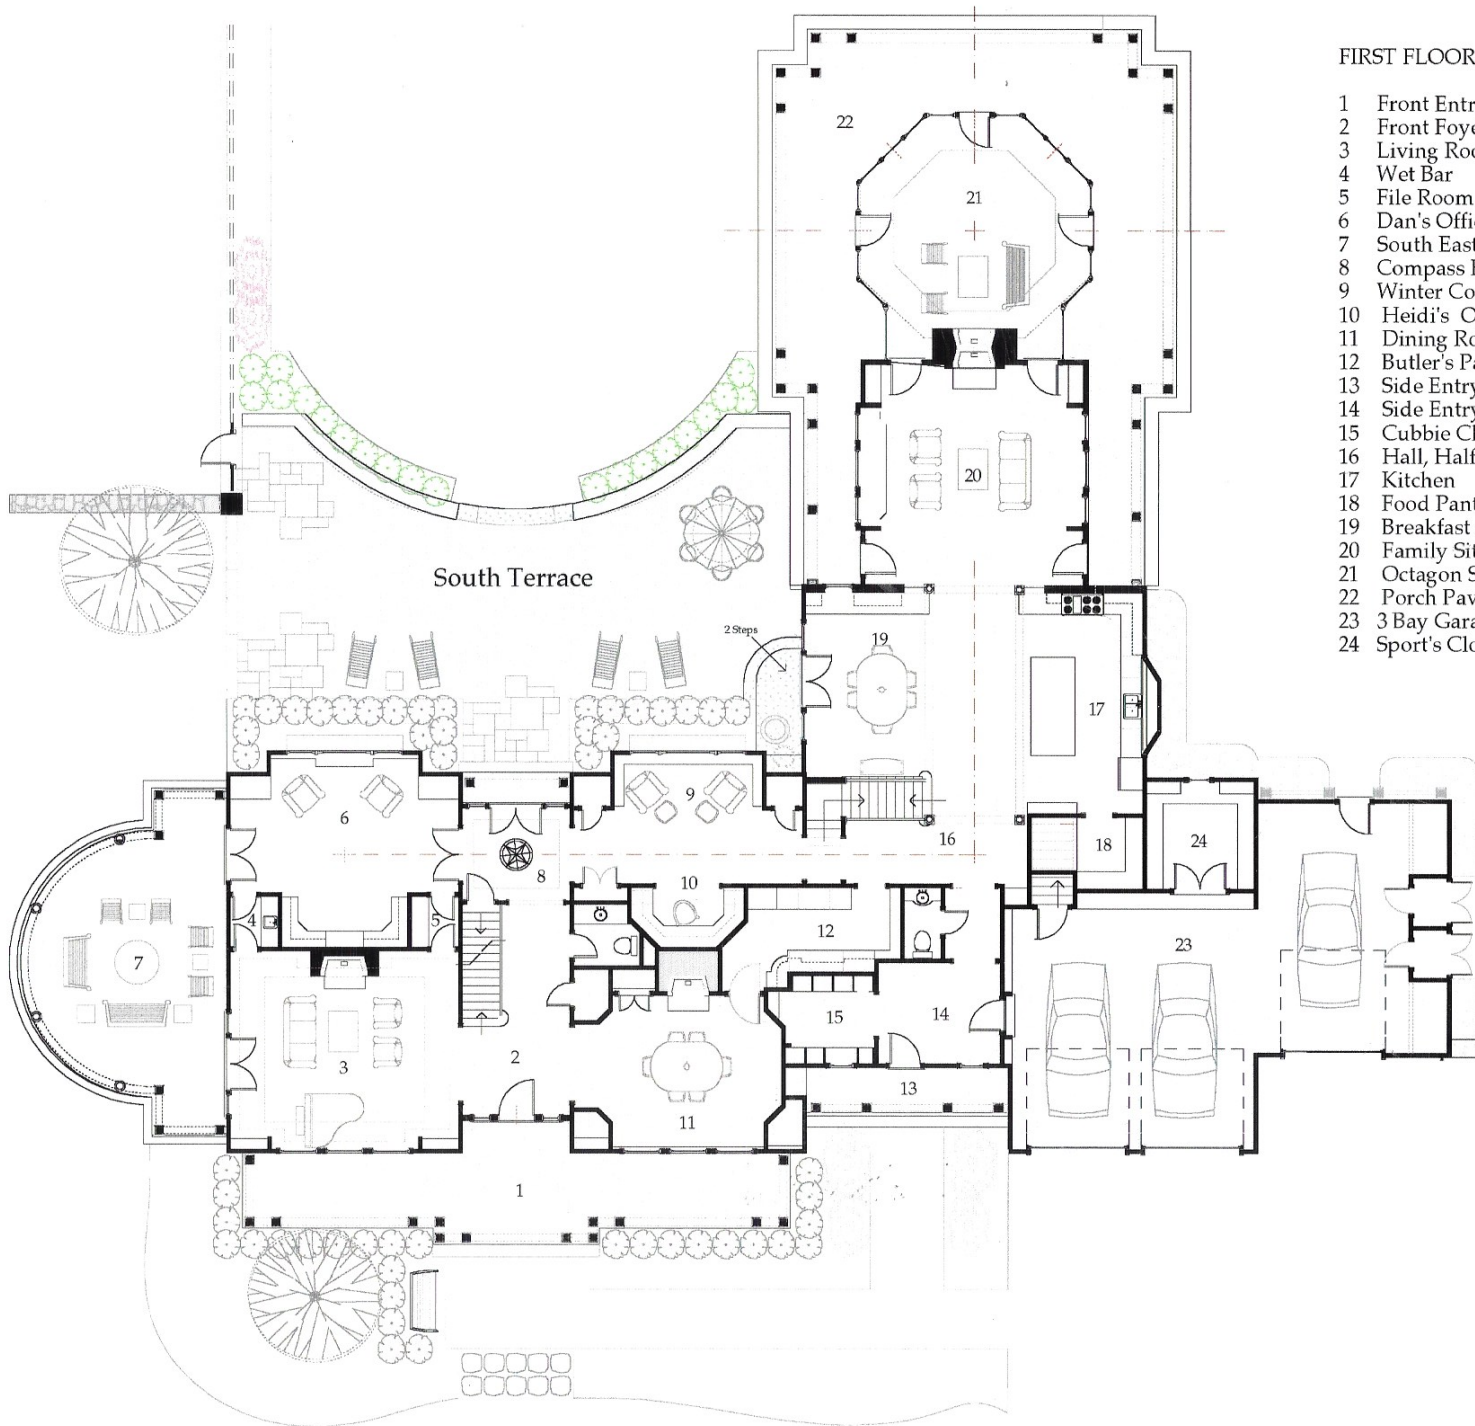 FIRST FLOOR
1 Front Entr
2 Front Foye
3 Living Roo
4 Wet Bar
5 File Room
6 Dan's Offi
7 South East
8 Compass
9 Winter Co
10 Heidi's O
11 Dining Ro
12 Butler's Pa
13 Side Entry
14 Side Entry
15 Cubbie Cl
16 Hall, Half
17 Kitchen
18 Food Pant
19 Breakfast
20 Family Sit
21 Octagon S
22 Porch Pav
23 3 Bay Gara
24 Sport's Clo
22
21
20
South Terrace
2 Steps
19
17
9
6
16
18
24
8
10
4
5
12
23
7
15
14
2
3
13
11
1